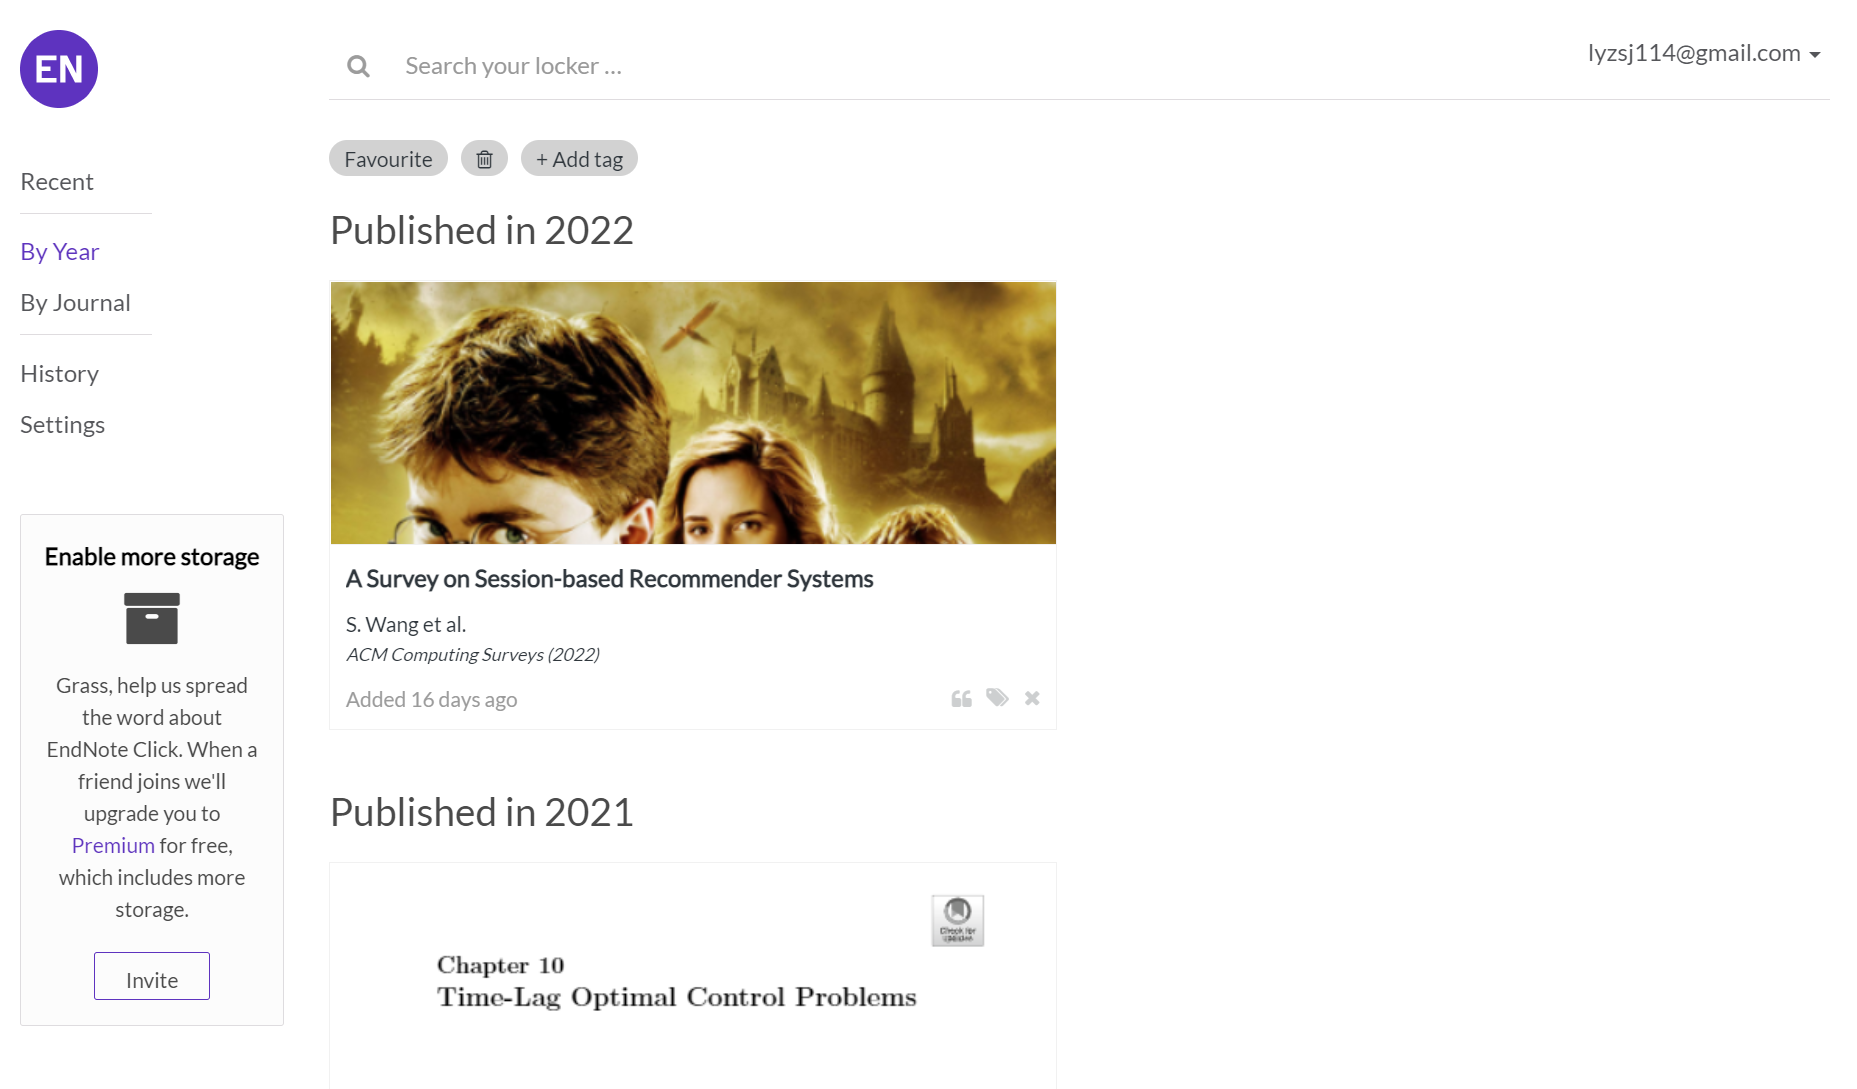 EN
Search your locker ...
lyzsj114@gmail.com
Recent
By Year
By Journal
History
Settings
Enable more storage
Grass, help us spread
the word about
EndNote Click. When a
friend joins we'll
upgrade you to
Premium for free,
which includes more
storage.
Invite
Favourite
+ Add tag
Published in 2022
A Survey on Session-based Recommender Systems
S. Wang et al.
ACM Computing Surveys (2022)
Added 16 days ago
Published in 2021
Check for
updates
Chapter 10
Time-Lag Optimal Control Problems